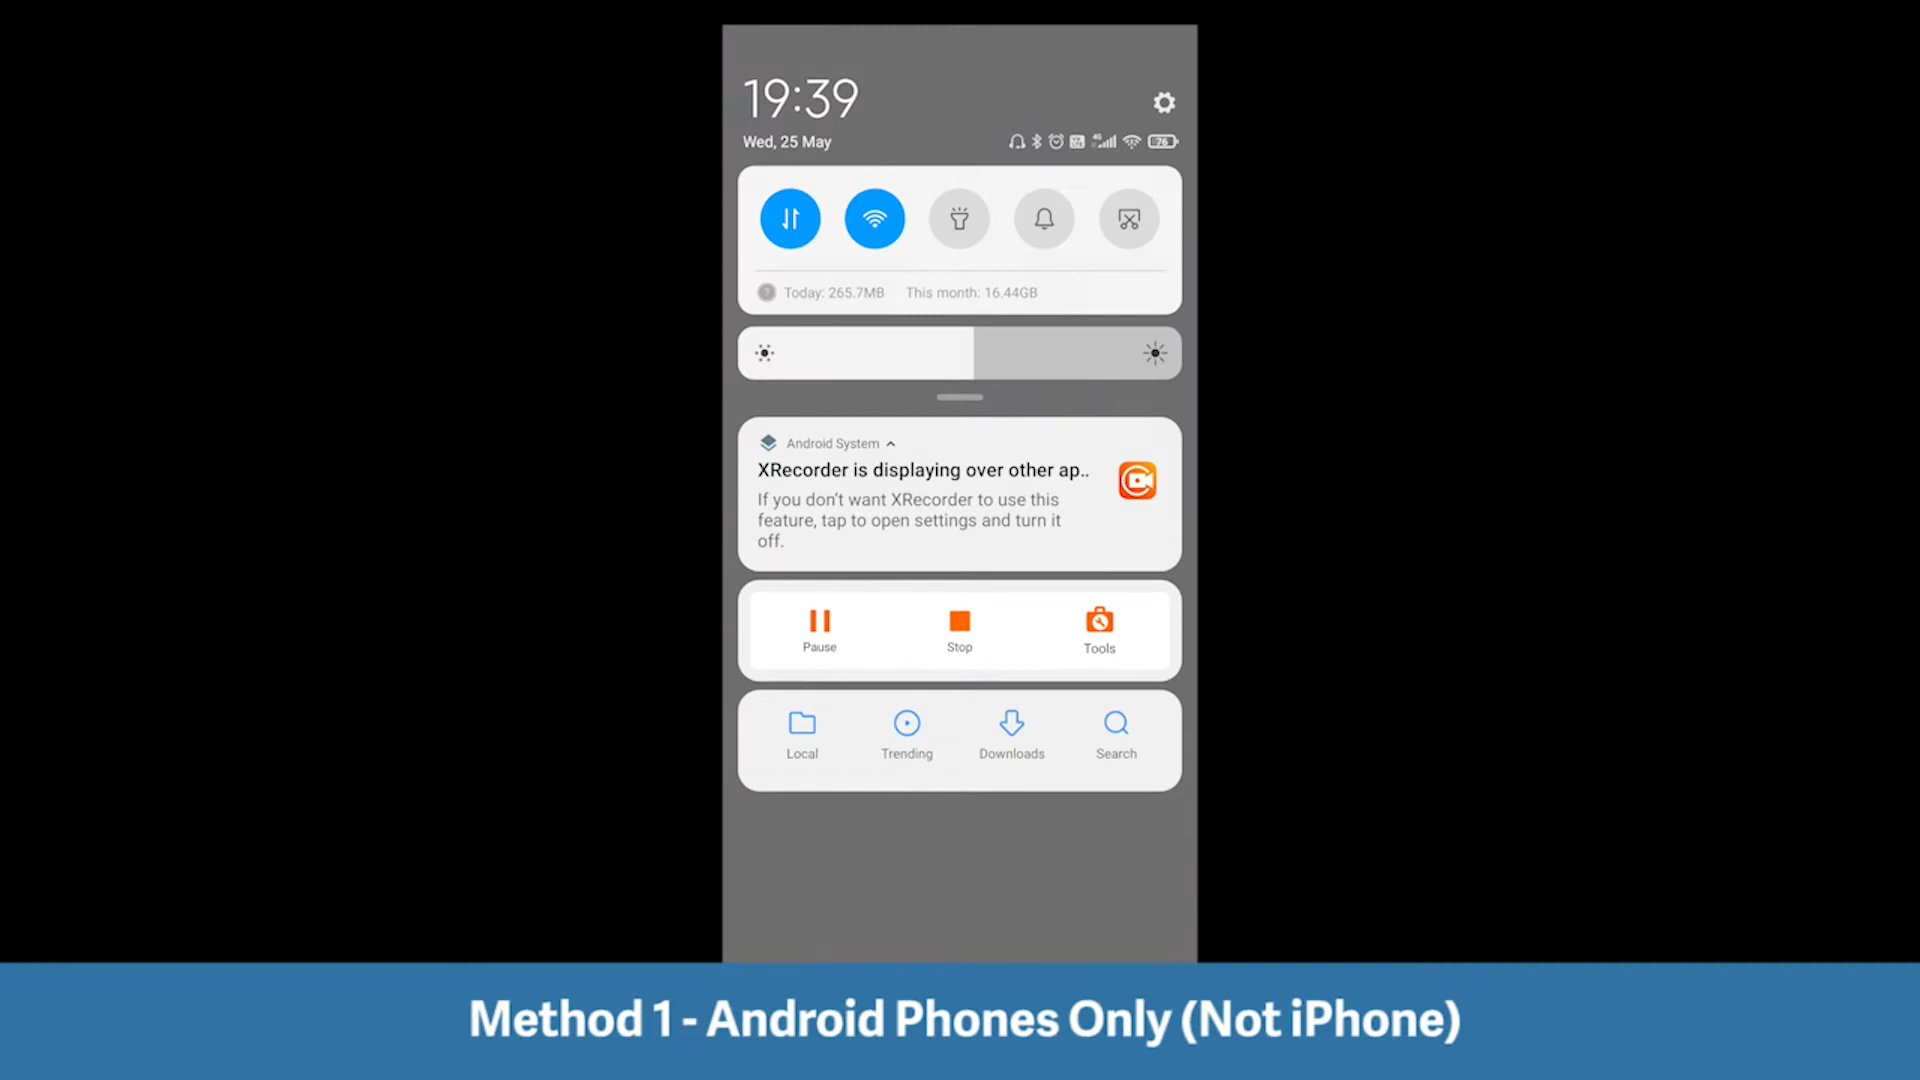 19:39
Wed, 25 May
4G
76
Today: 265.7MB This month: 16.44GB
Android System
XRecorder is displaying over other ap..
If you don't want XRecorder to use this
feature, tap to open settings and turn it
off.
Pause Stop Tools
Local Trending Downloads Search
Method 1 - Android Phones Only (Not iPhone)